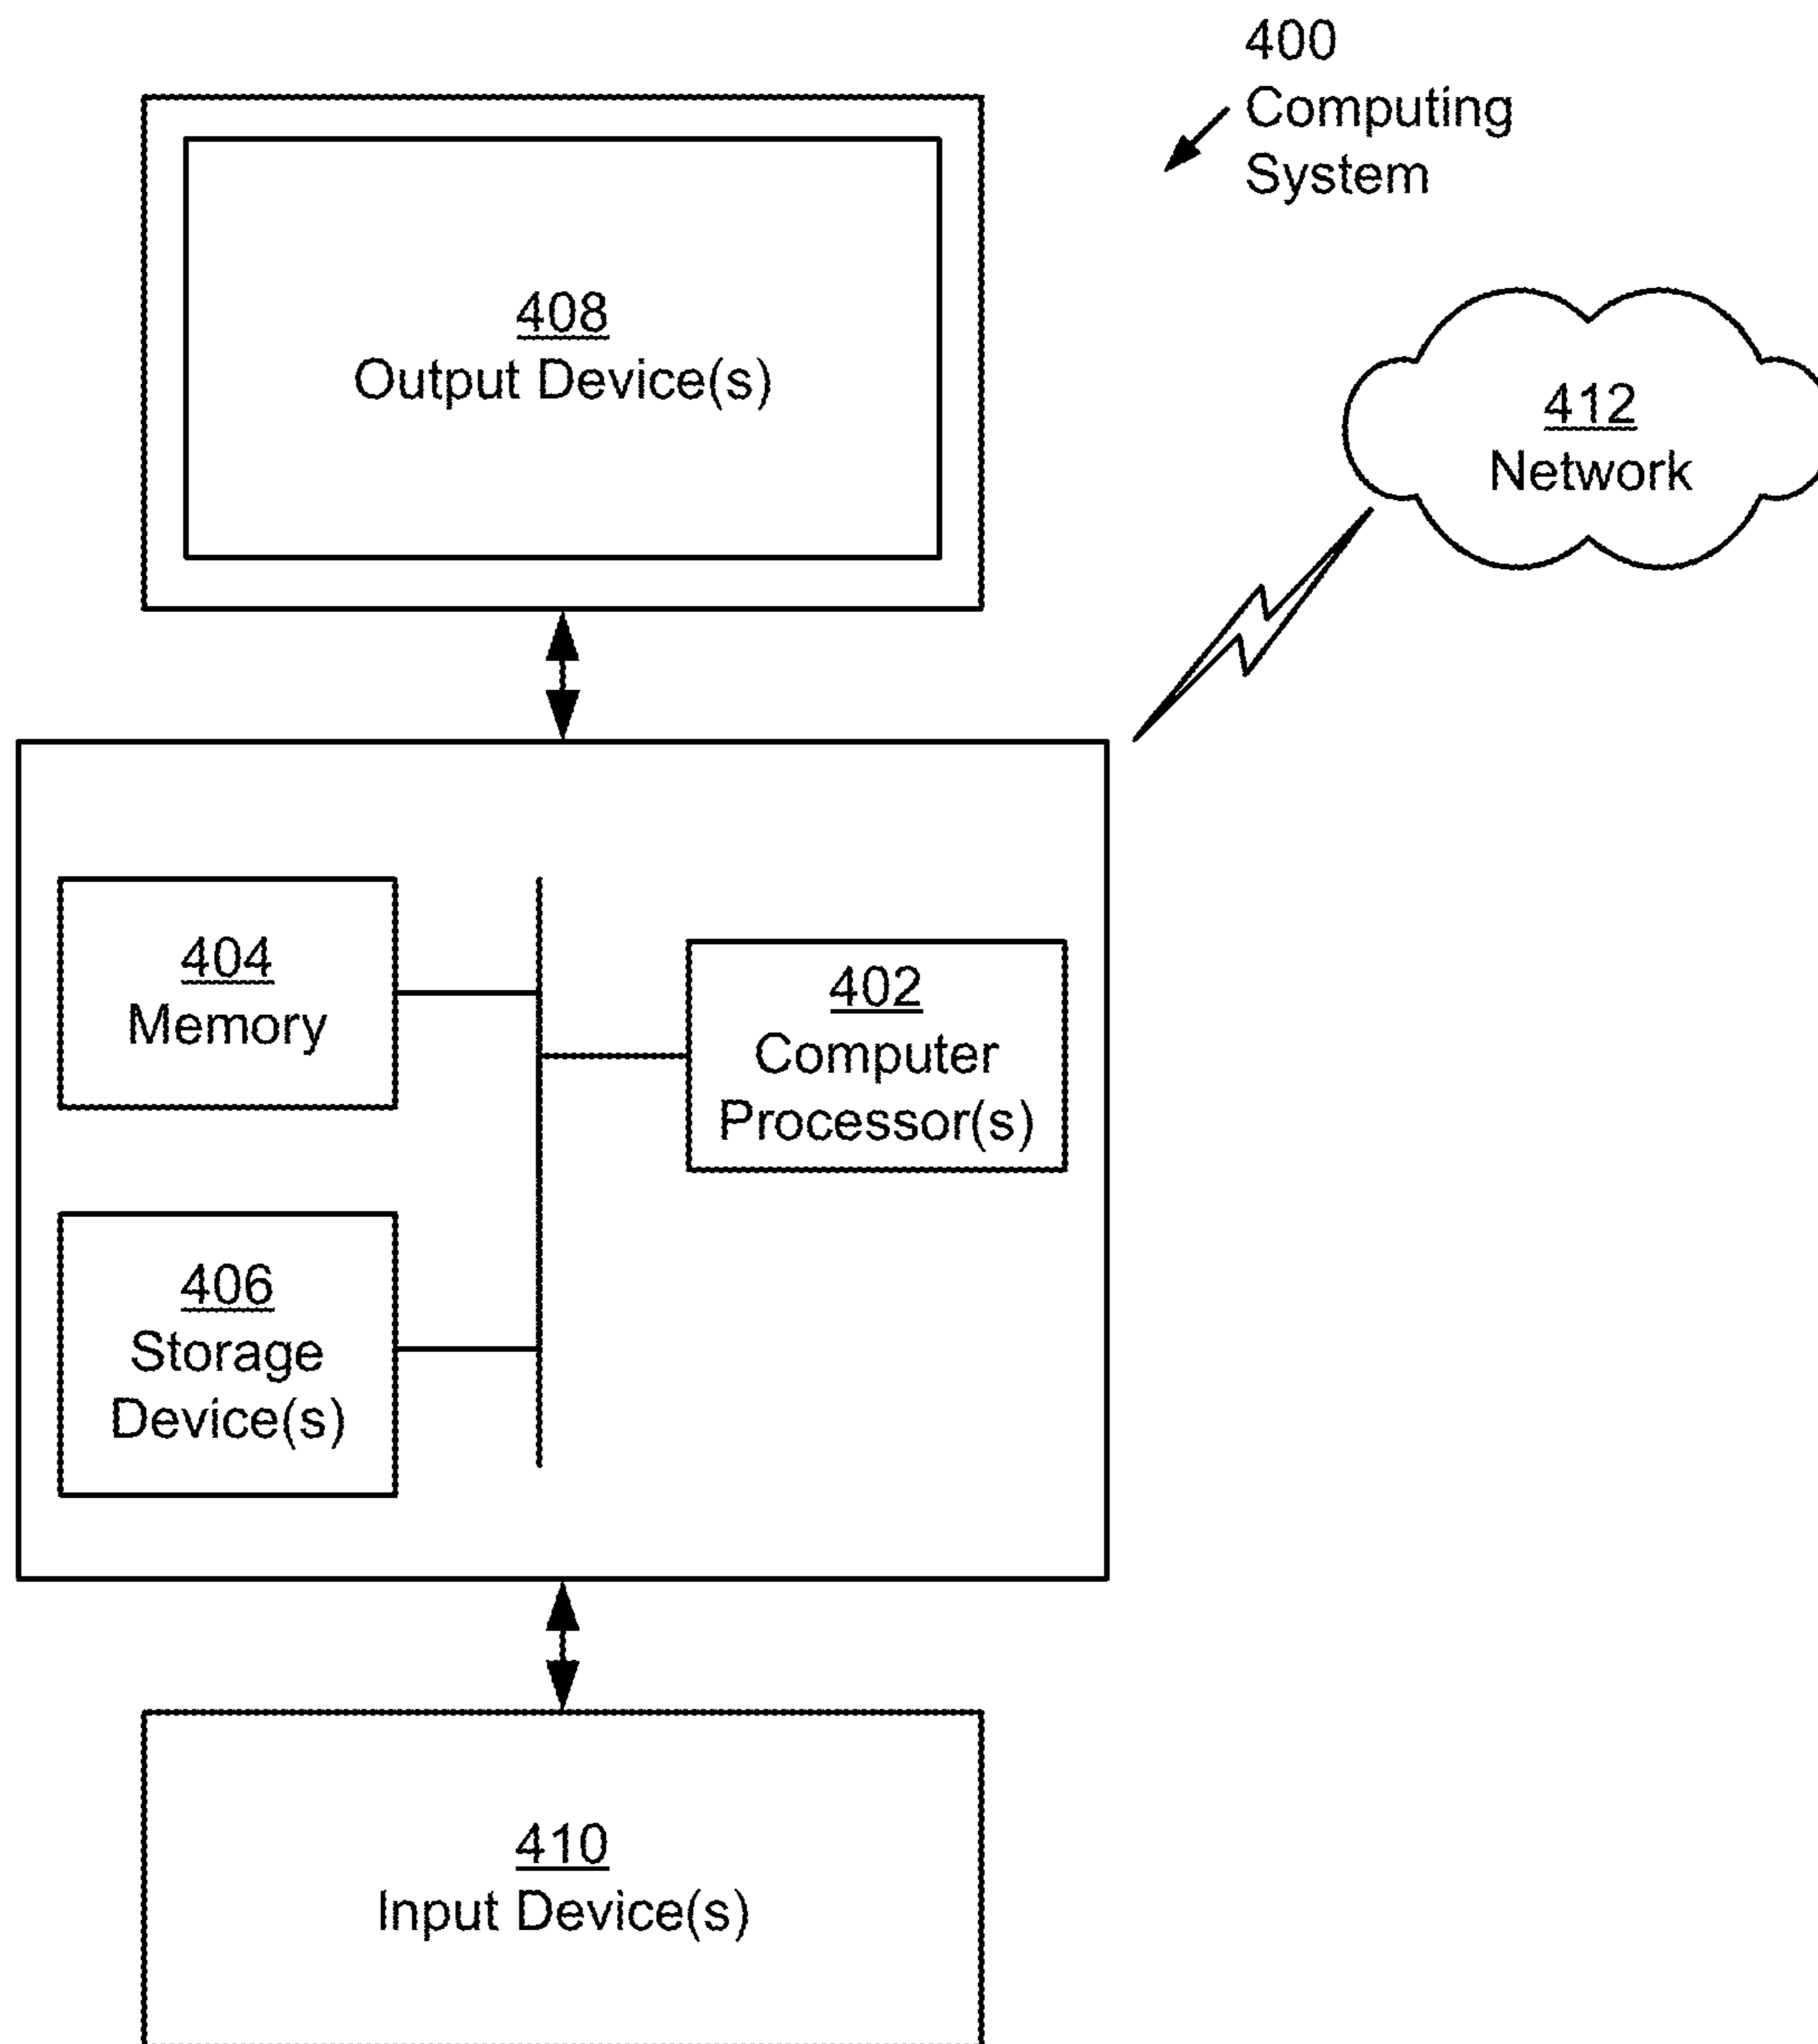 400
Computing
System
408
Output Device(s)
412
Network
404
Memory
402
Computer
Processor(s)
406
Storage
Device(s)
410
Input Device(s)